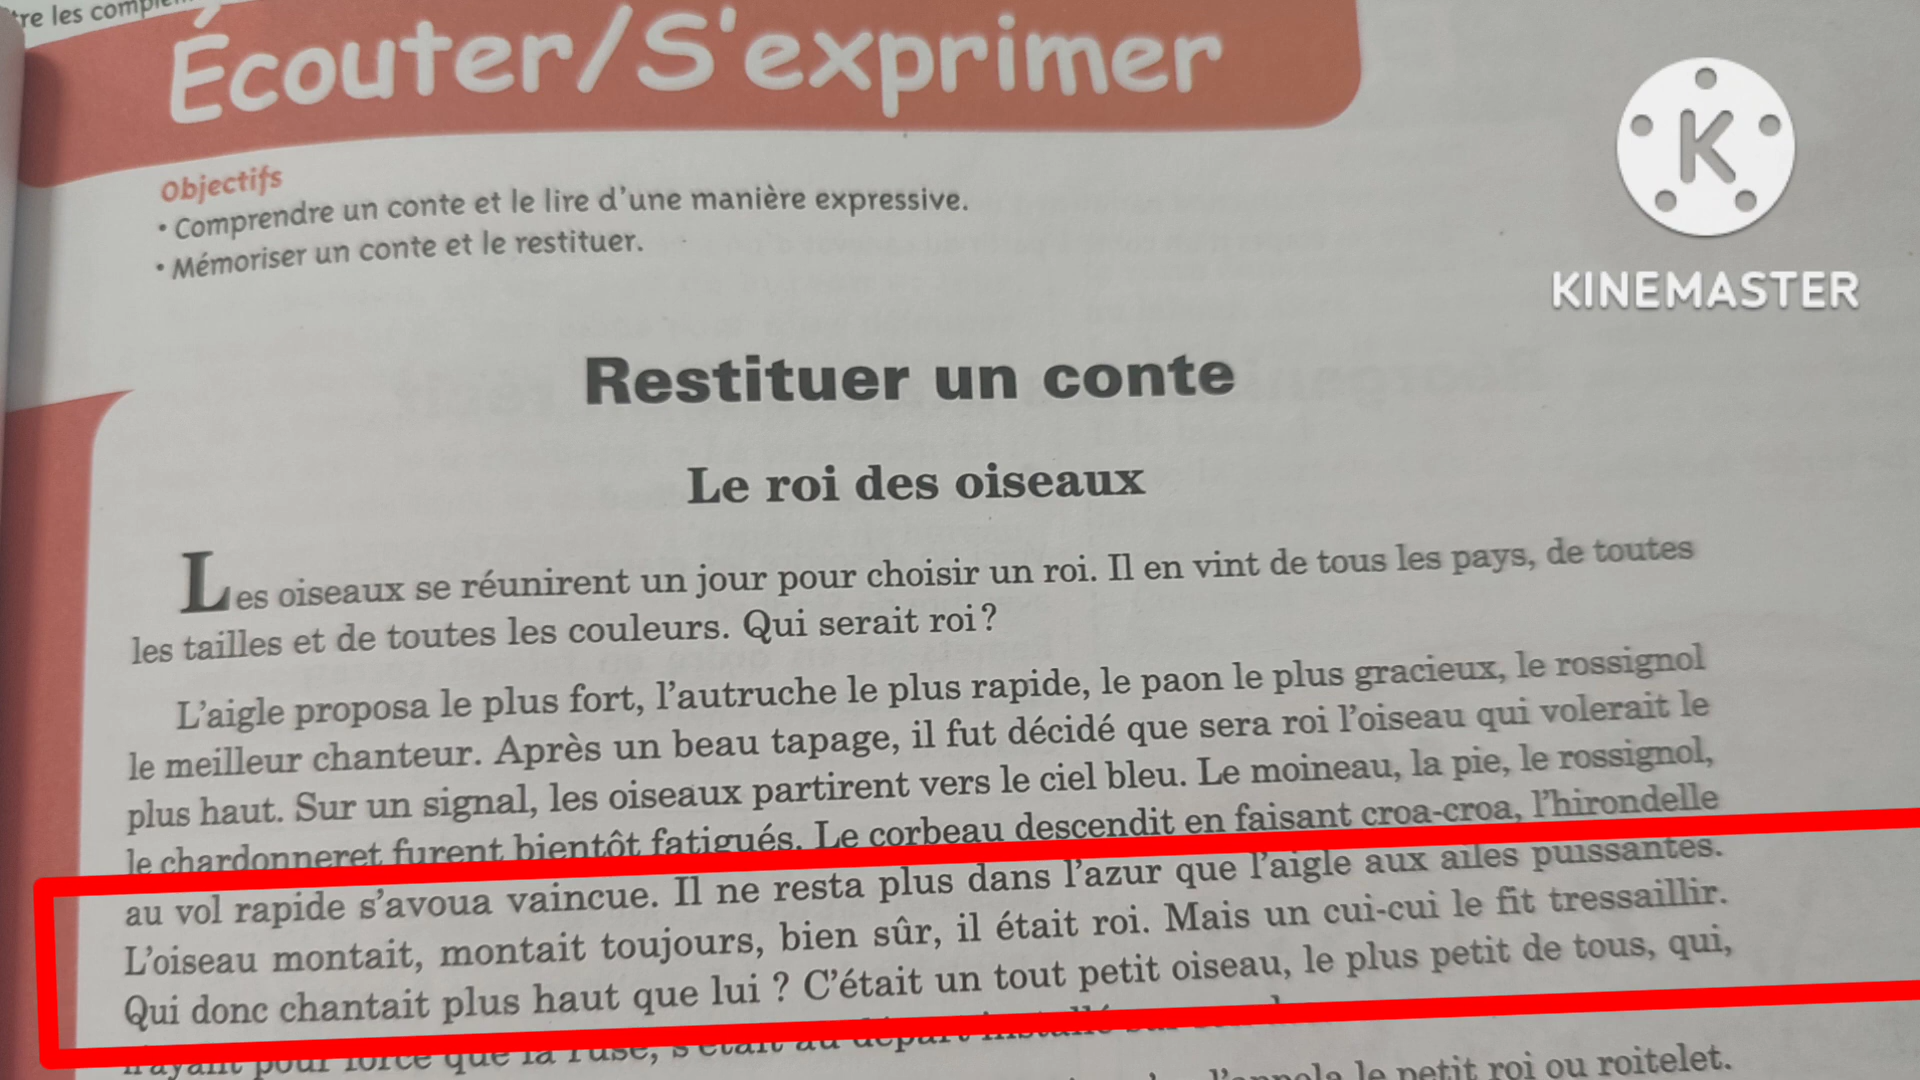 tre les
Écouter/S'exprimer
Objectifs
• Comprendre un conte et le lire d'une manière expressive.
• Mémoriser un conte et le restituer.
K
KINEMASTER
Restituer un conte
Le roi des oiseaux
Les oiseaux se réunirent un jour pour choisir un roi. Il en vint de tous les pays, de toutes
les tailles et de toutes les couleurs. Qui serait roi ?
L'aigle proposa le plus fort, l'autruche le plus rapide, le paon le plus gracieux, le rossignol
le meilleur chanteur. Après un beau tapage, il fut décidé que sera roi l'oiseau qui volerait le
plus haut. Sur un signal, les oiseaux partirent vers le ciel bleu. Le moineau, la pie, le rossignol,
le chardonneret furent bientôt fatigués. Le corbeau descendit en faisant croa-croa, l'hirondelle
au vol rapide s'avoua vaincue. Il ne resta plus dans l'azur que l'aigle aux ailes puissantes.
L'oiseau montait, montait toujours, bien sûr, il était roi. Mais un cui-cui le fit tressaillir.
Qui donc chantait plus haut que lui ? C'était un tout petit oiseau, le plus petit de tous, qui,
n'ayant pour force que la ruse, s'était au départ installé
le petit roi ou roitelet.